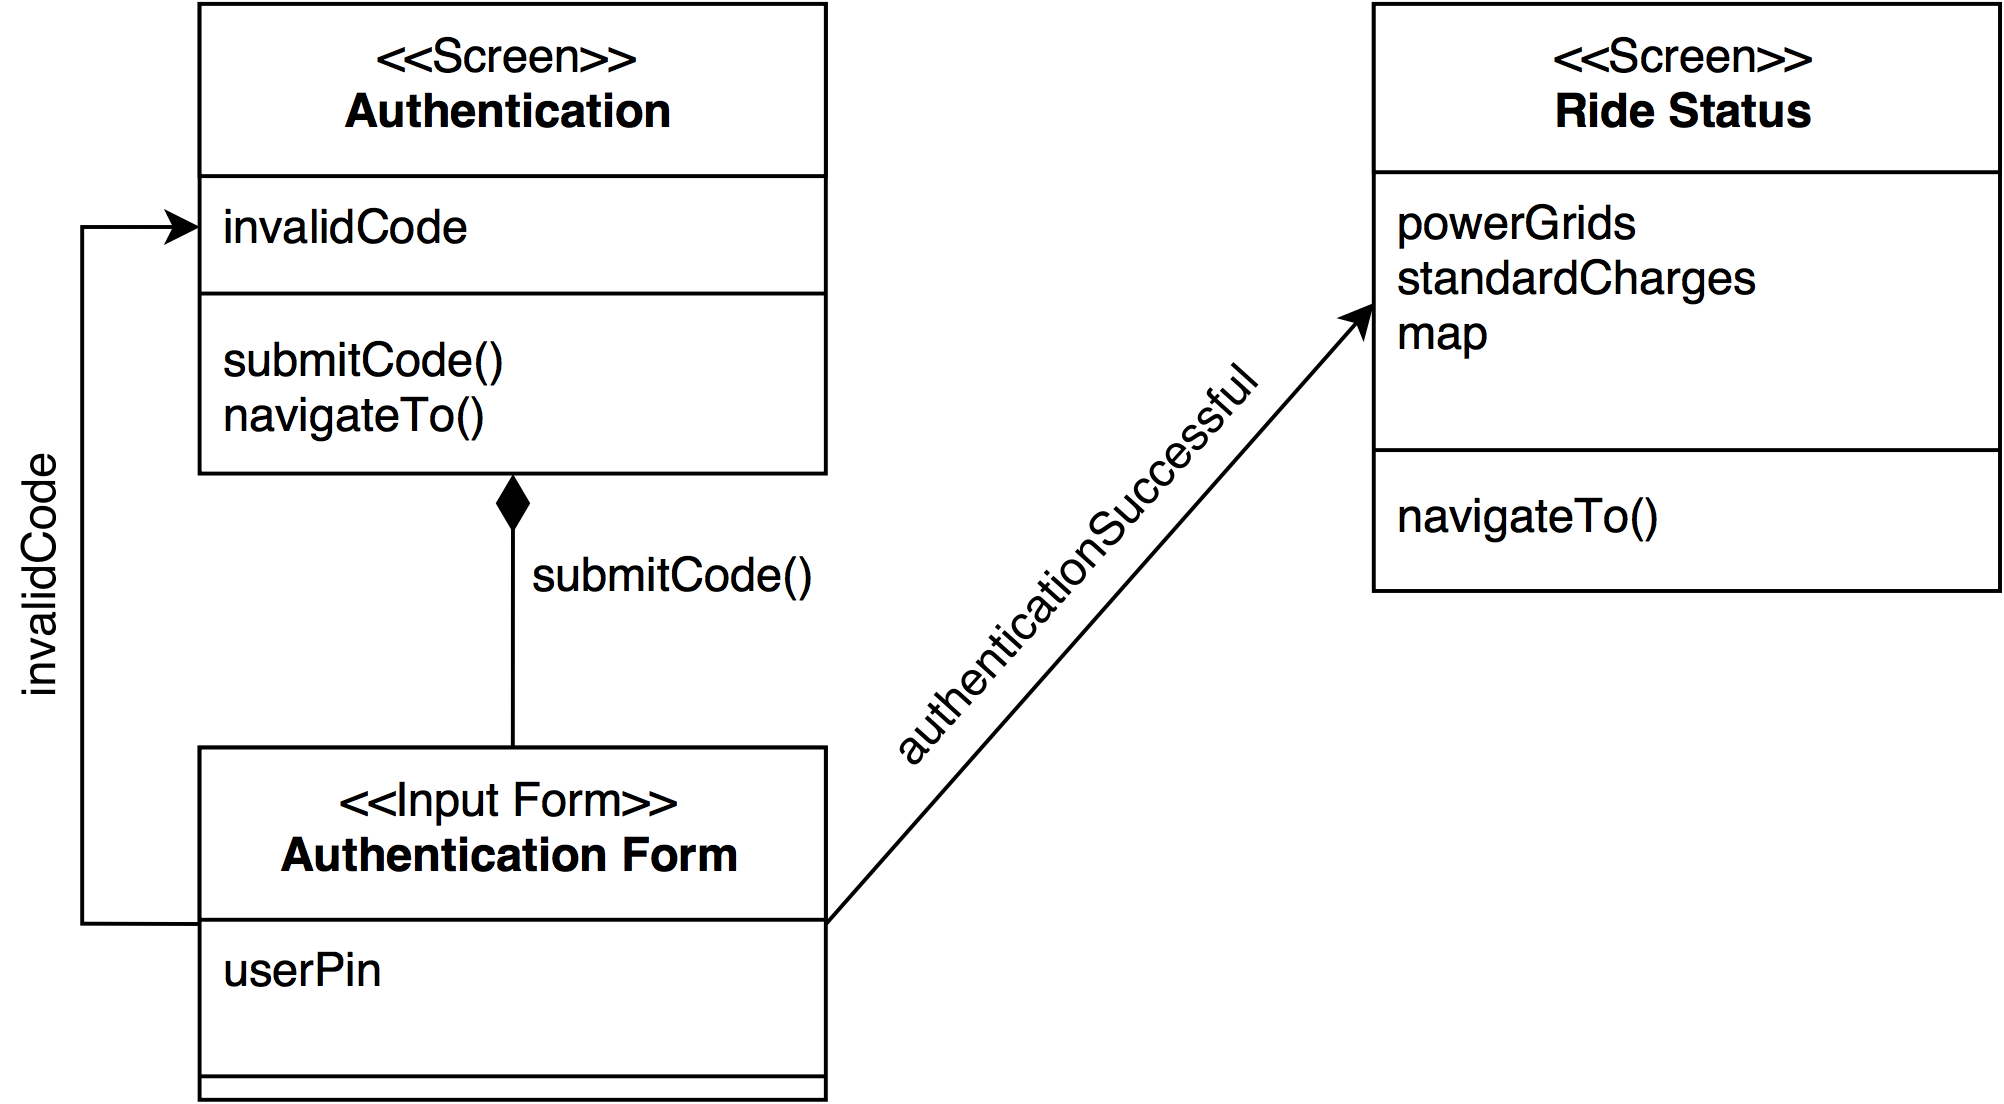 <<Screen>>
Authentication
invalidCode
submitCode()
navigateTo()
<<Screen>>
Ride Status
powerGrids
standardCharges
map
navigateTo()
invalidCode
submitCode()
authenticationSuccessful
<<Input Form>>
Authentication Form
userPin